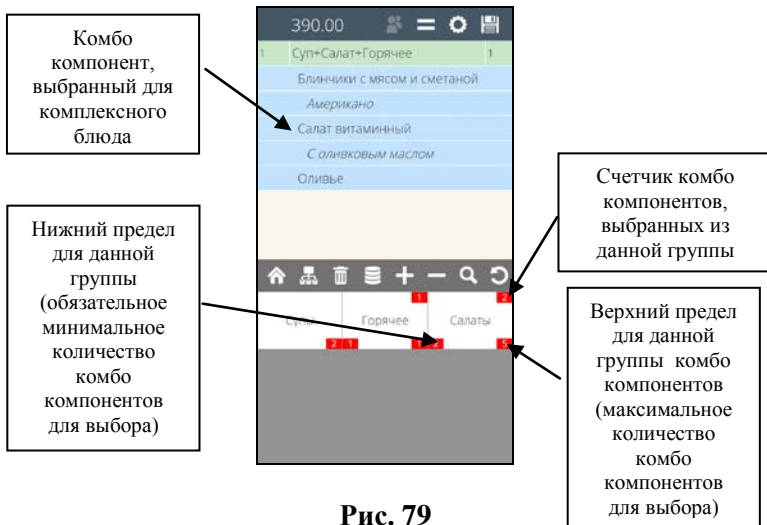 Комбо
компонент,
выбранный для
комплексного
блюда
Нижний предел
для данной
группы
(обязательное
минимальное
количество
комбо
компонентов
для выбора)
390.00
1 Суп+Салат+Горячее 1
Блинчики с мясом и сметаной
Американо
Салат витаминный
С оливковым маслом
Оливье
1 2
Супы Горячее Салаты
2 1 1 5
Счетчик комбо
компонентов,
выбранных из
данной группы
Верхний предел
для данной
группы комбо
компонентов
(максимальное
количество
комбо
компонентов
для выбора)
Рис. 79